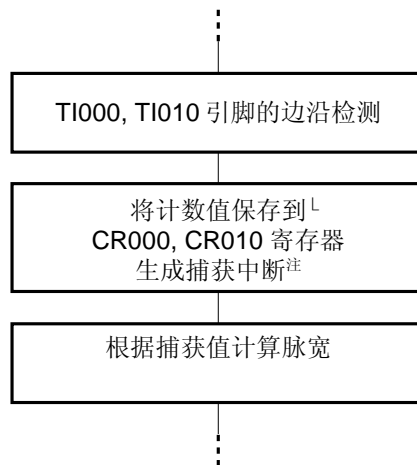 TI000, TI010 引脚的边沿检测
将计数值保存到└
CR000, CR010 寄存器
生成捕获中断注
根据捕获值计算脉宽